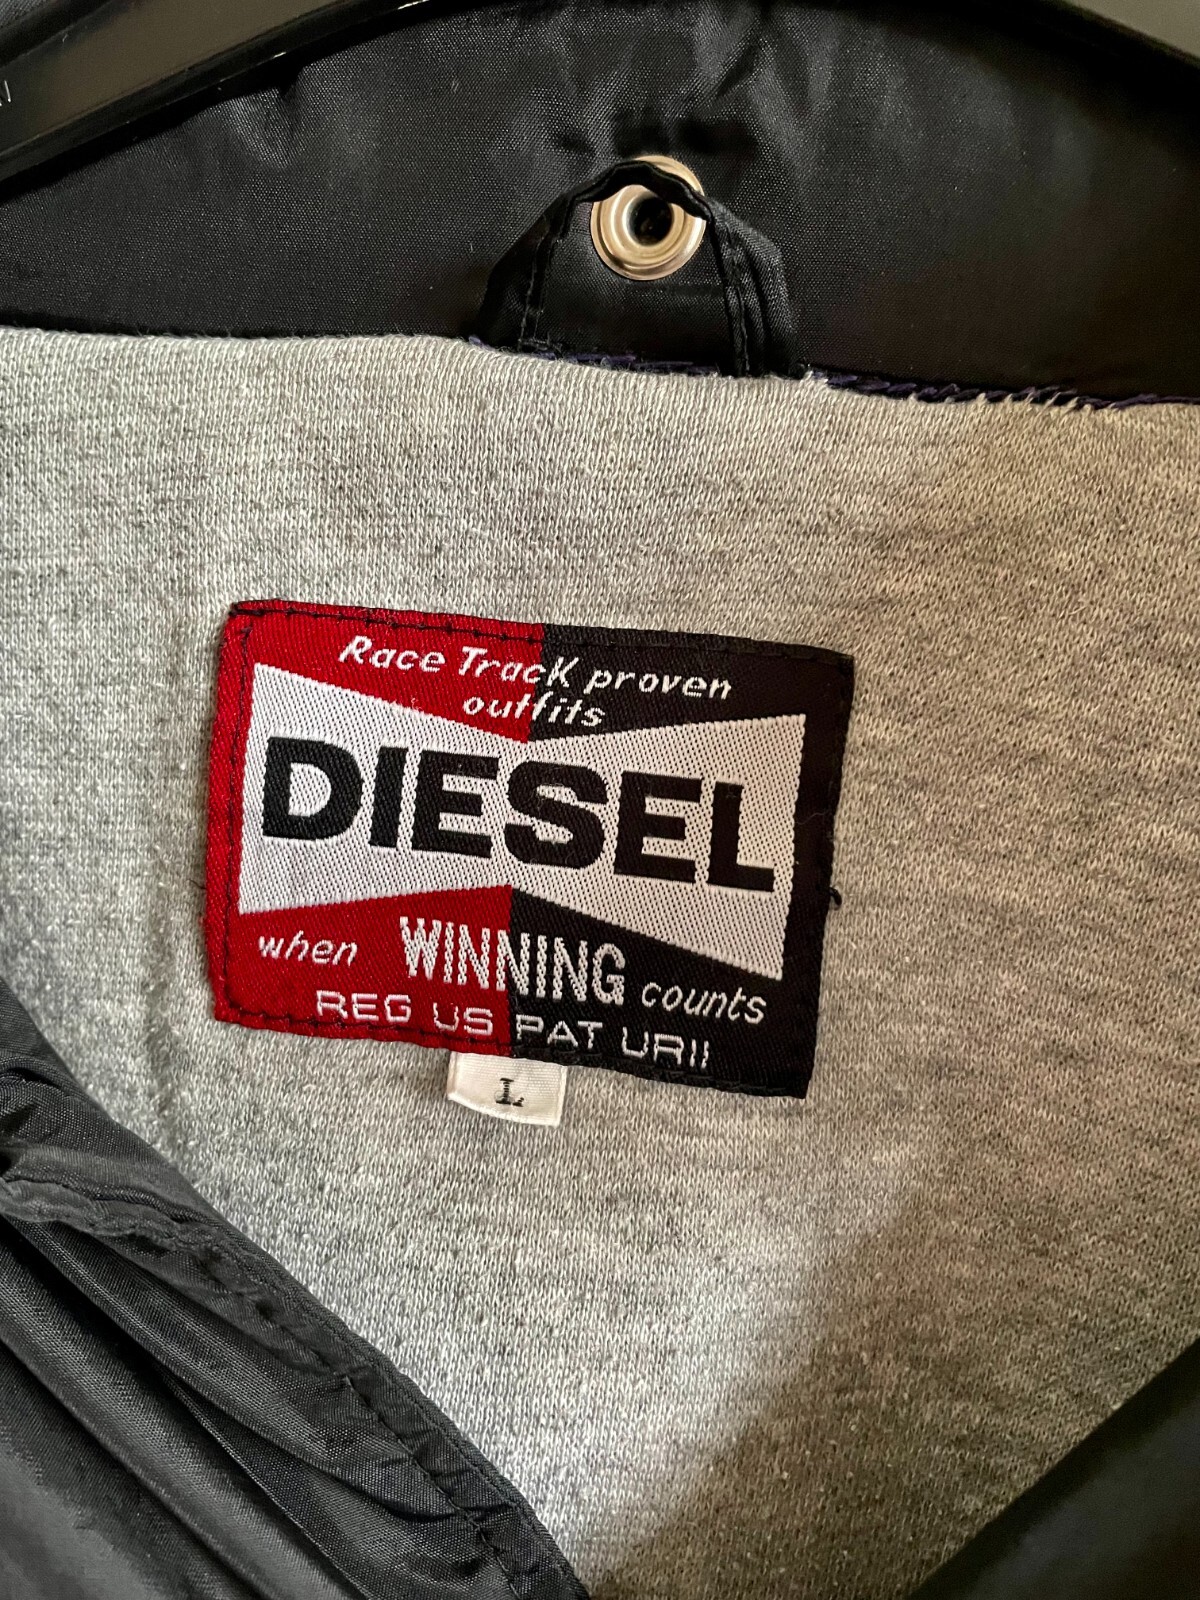 Race Track proven
outfits
DIESEL
when WINNING counts
REG US PAT URII
L